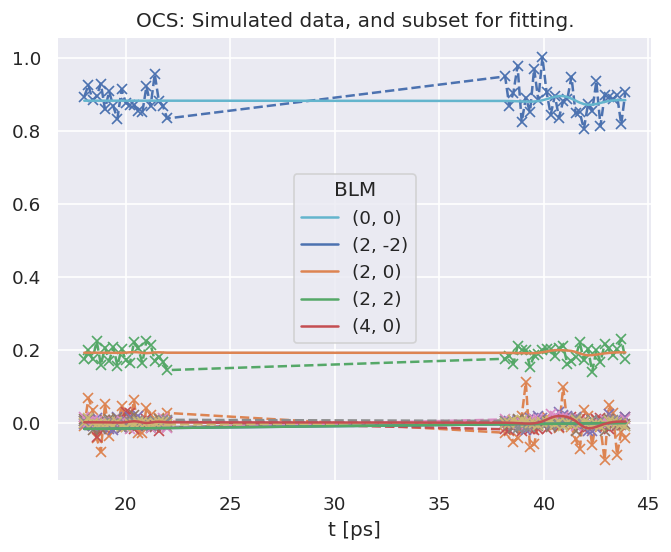 OCS: Simulated data, and subset for fitting.
1.0
0.8
0.6
0.4
0.2
0.0
BLM
(0, 0)
(2, -2)
(2, 0)
(2, 2)
(4, 0)
20 25 30 35 40 45
t [ps]